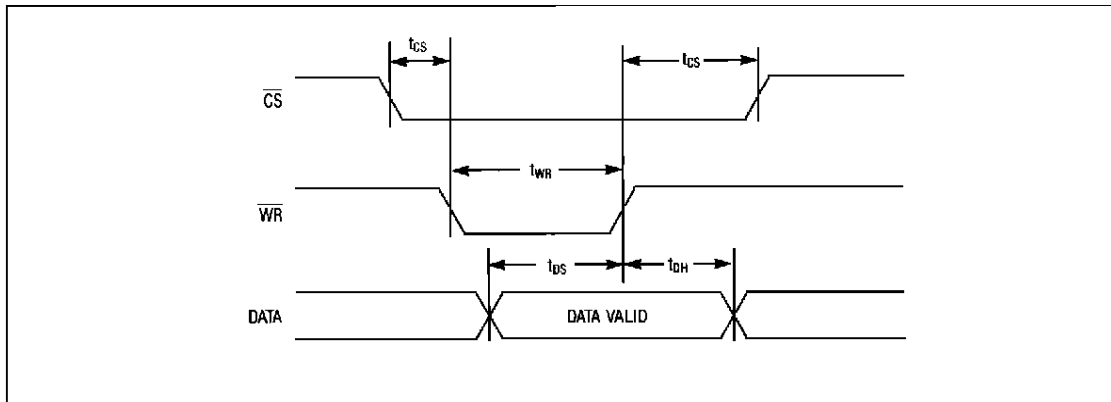 tCS
tCS
CS
tWR
WR
tDS
tDH
DATA
DATA VALID